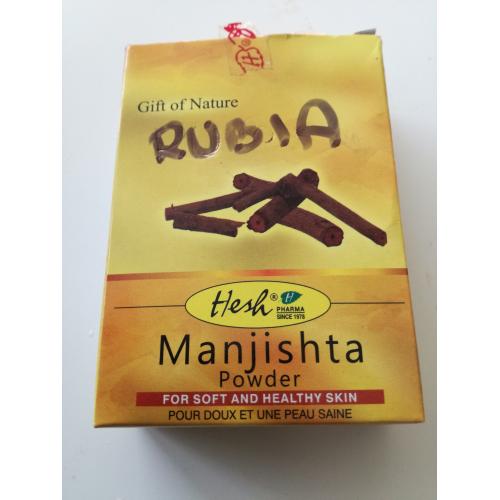 Gift of Nature
RUBIA
Hesh®
PHARMA
SINCE 1978
Manjishta
Powder
FOR SOFT AND HEALTHY SKIN
POUR DOUX ET UNE PEAU SAINE